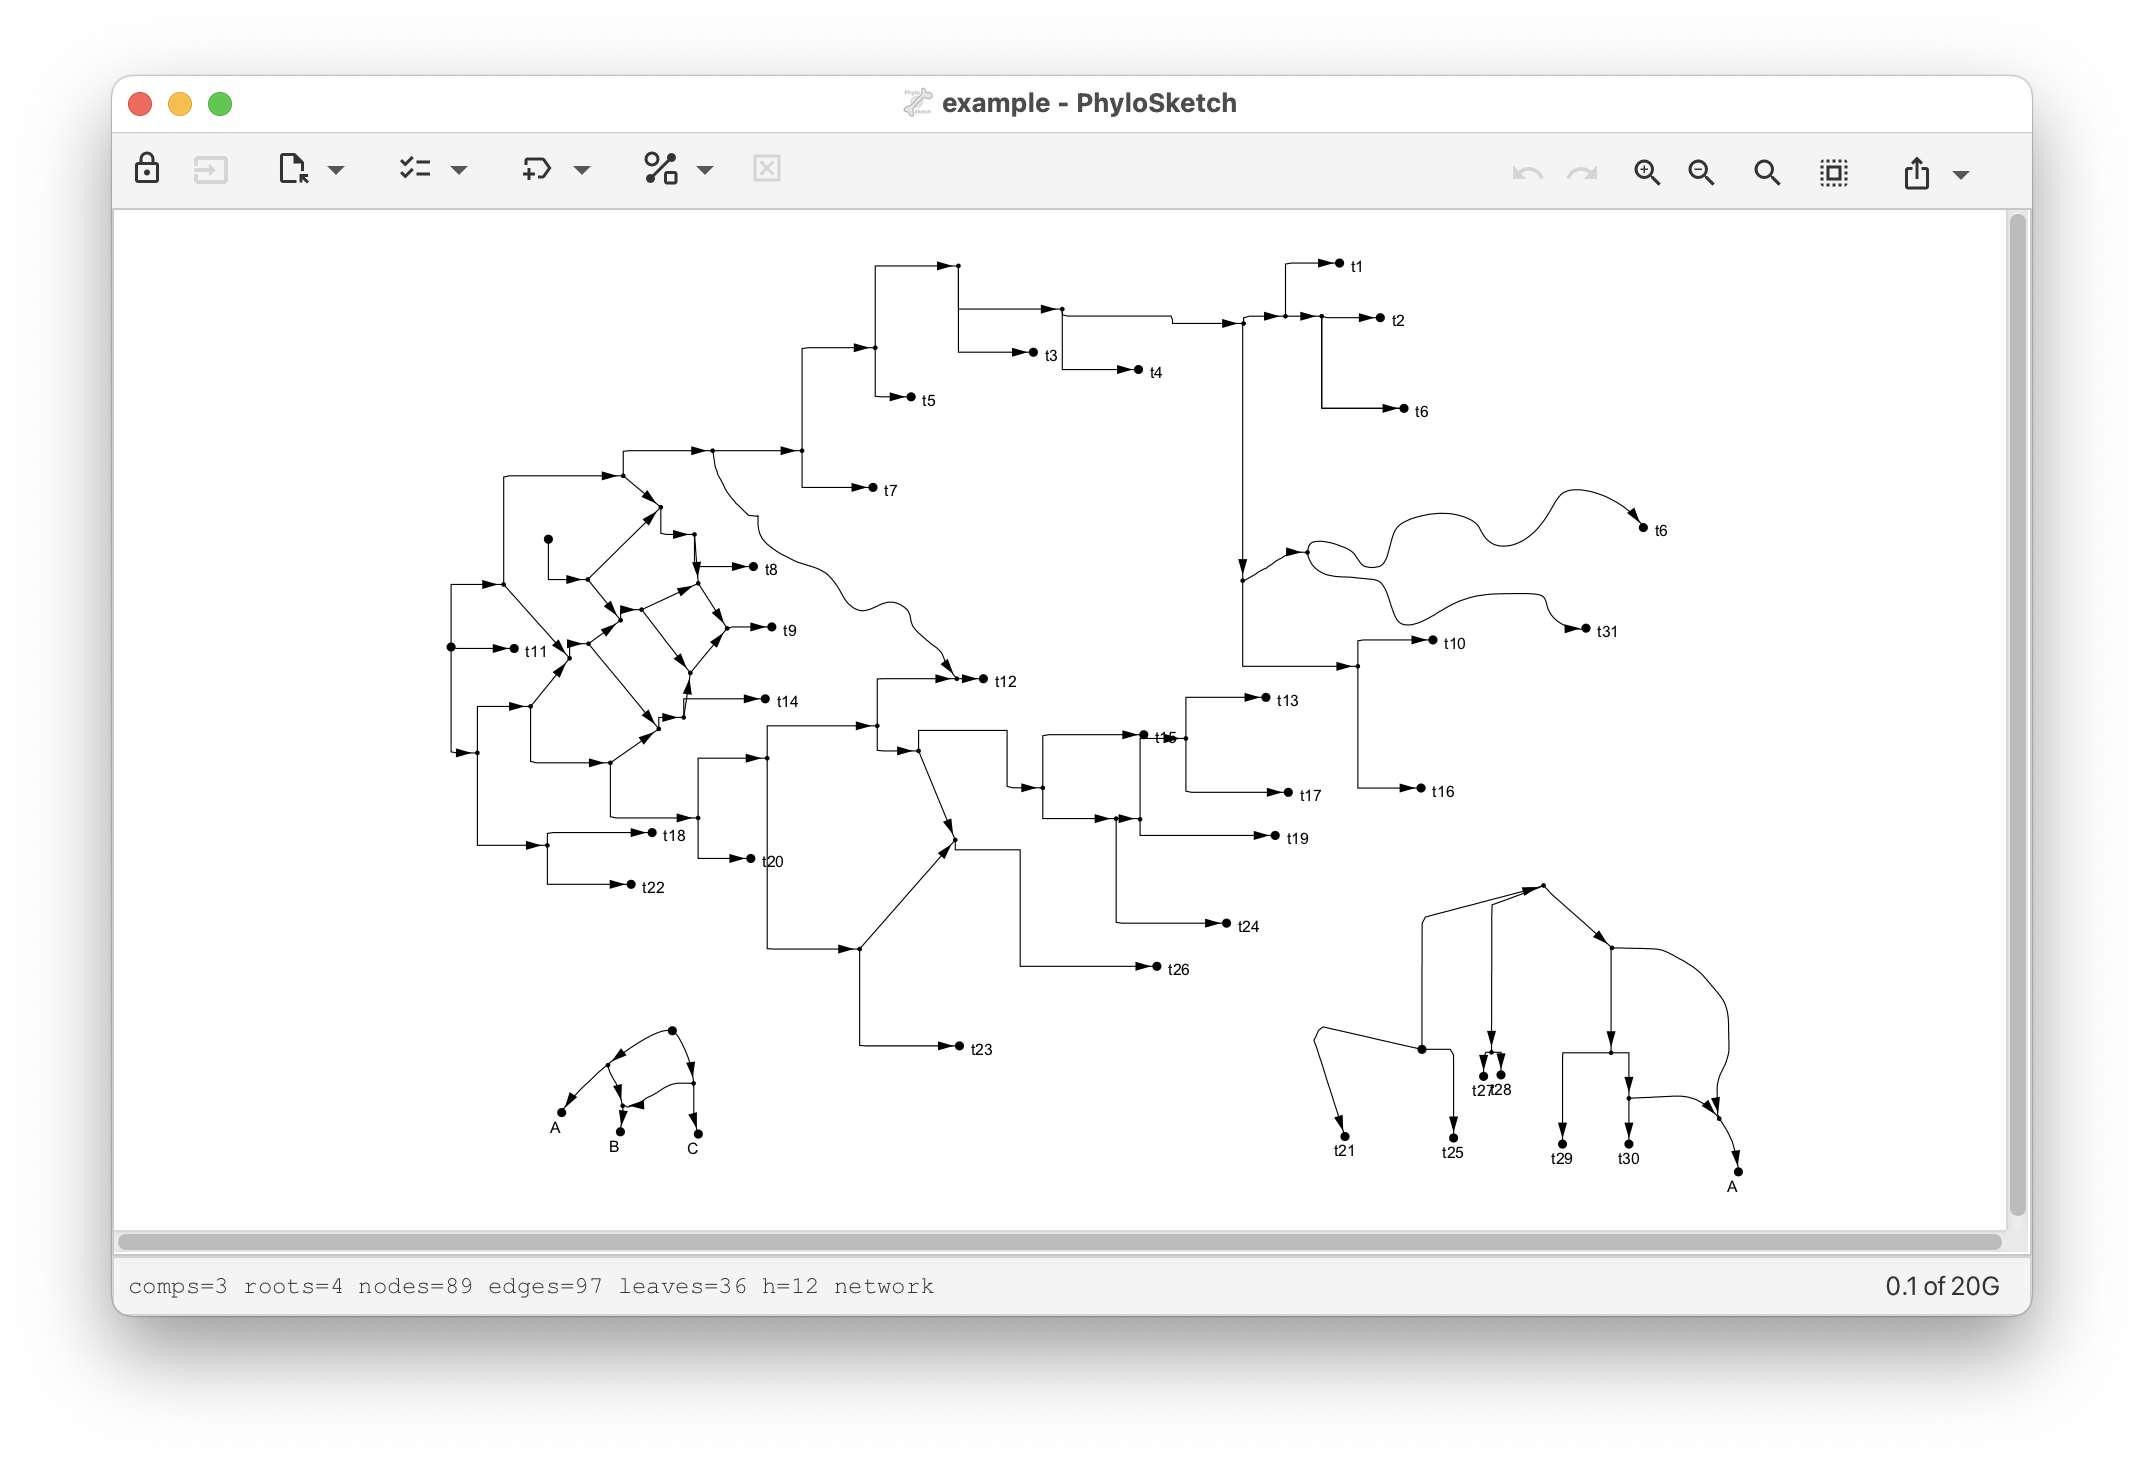 example - PhyloSketch
t1
t2
t3
t4
t5
t6
t7
t6
t8
t9
t31
t10
t11
t12
t13
t14
t15
t16
t17
t18
t19
t20
t22
t24
t26
t23
t27
t28
A
B
C
t21
t25
t29
t30
A
comps=3 roots=4 nodes=89 edges=97 leaves=36 h=12 network
0.1 of 20G